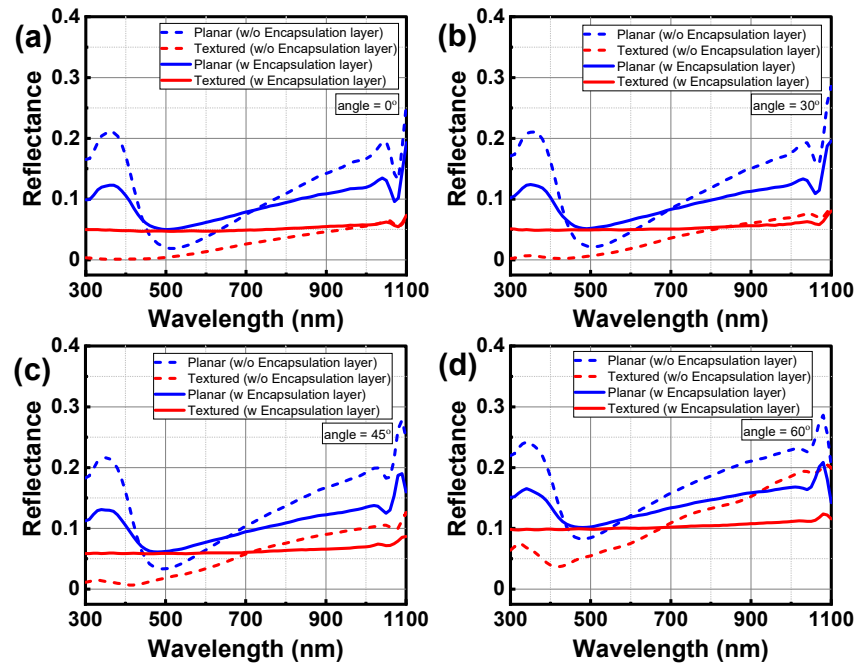 (a)
Planar (w/o Encapsulation layer)
Textured (w/o Encapsulation layer)
Planar (w Encapsulation layer)
Textured (w Encapsulation layer)
angle = 0°
Reflectance
0.4
0.3
0.2
0.1
0
300 500 700 900 1100
Wavelength (nm)
(b)
Planar (w/o Encapsulation layer)
Textured (w/o Encapsulation layer)
Planar (w Encapsulation layer)
Textured (w Encapsulation layer)
angle = 30°
Reflectance
0.4
0.3
0.2
0.1
0
300 500 700 900 1100
Wavelength (nm)
(c)
Planar (w/o Encapsulation layer)
Textured (w/o Encapsulation layer)
Planar (w Encapsulation layer)
Textured (w Encapsulation layer)
angle = 45°
Reflectance
0.4
0.3
0.2
0.1
0
300 500 700 900 1100
Wavelength (nm)
(d)
Planar (w/o Encapsulation layer)
Textured (w/o Encapsulation layer)
Planar (w Encapsulation layer)
Textured (w Encapsulation layer)
angle = 60°
Reflectance
0.4
0.3
0.2
0.1
0
300 500 700 900 1100
Wavelength (nm)